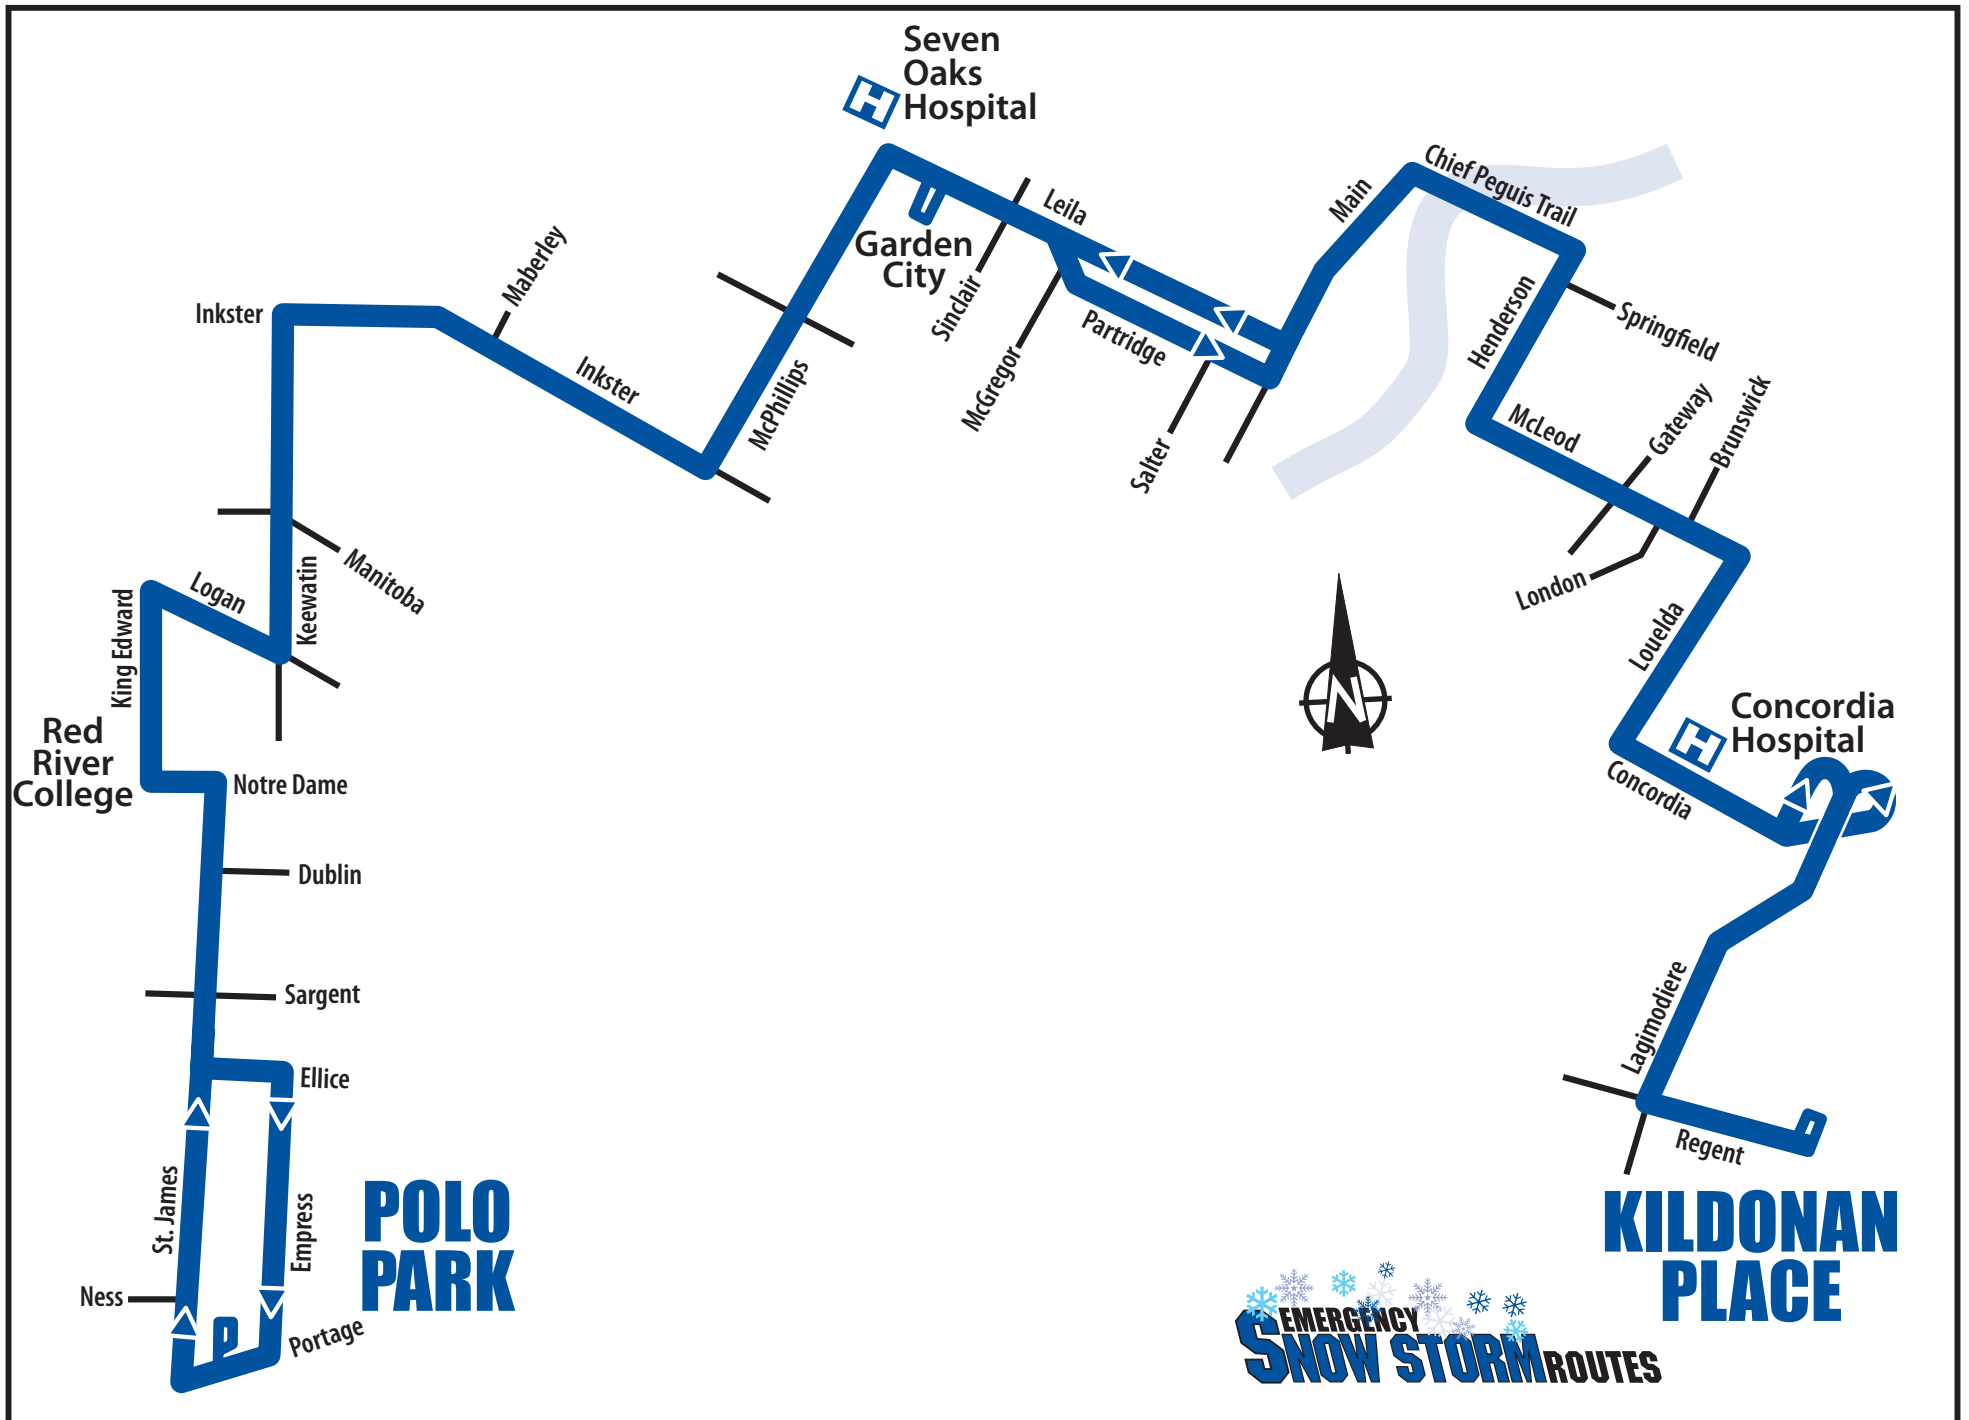 Seven
Oaks
Hospital
Chief Peguis Trail
Main
Leila
Maberley
Garden
City
Inkster
Sinclair
Henderson
Springfield
Partridge
McGregor
Inkster
McPhillips
Salter
McLeod
Gateway
Brunswick
London
Logan
Keewatin
Manitoba
King Edward
Louelda
Red
River
College
Notre Dame
Concordia
Hospital
Concordia
Dublin
Sargent
Lagimodiere
Ellice
Regent
St. James
Empress
POLO
PARK
KILDONAN
PLACE
Ness
Portage
N
H
H
EMERGENCY
SNOW STORM ROUTES